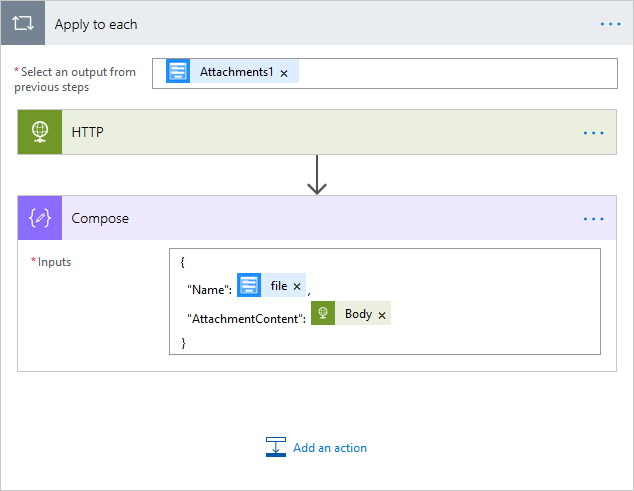 Apply to each
* Select an output from
previous steps
Attachments1 ×
HTTP
Compose
* Inputs
{
"Name": file ×,
"AttachmentContent": Body ×
}
Add an action